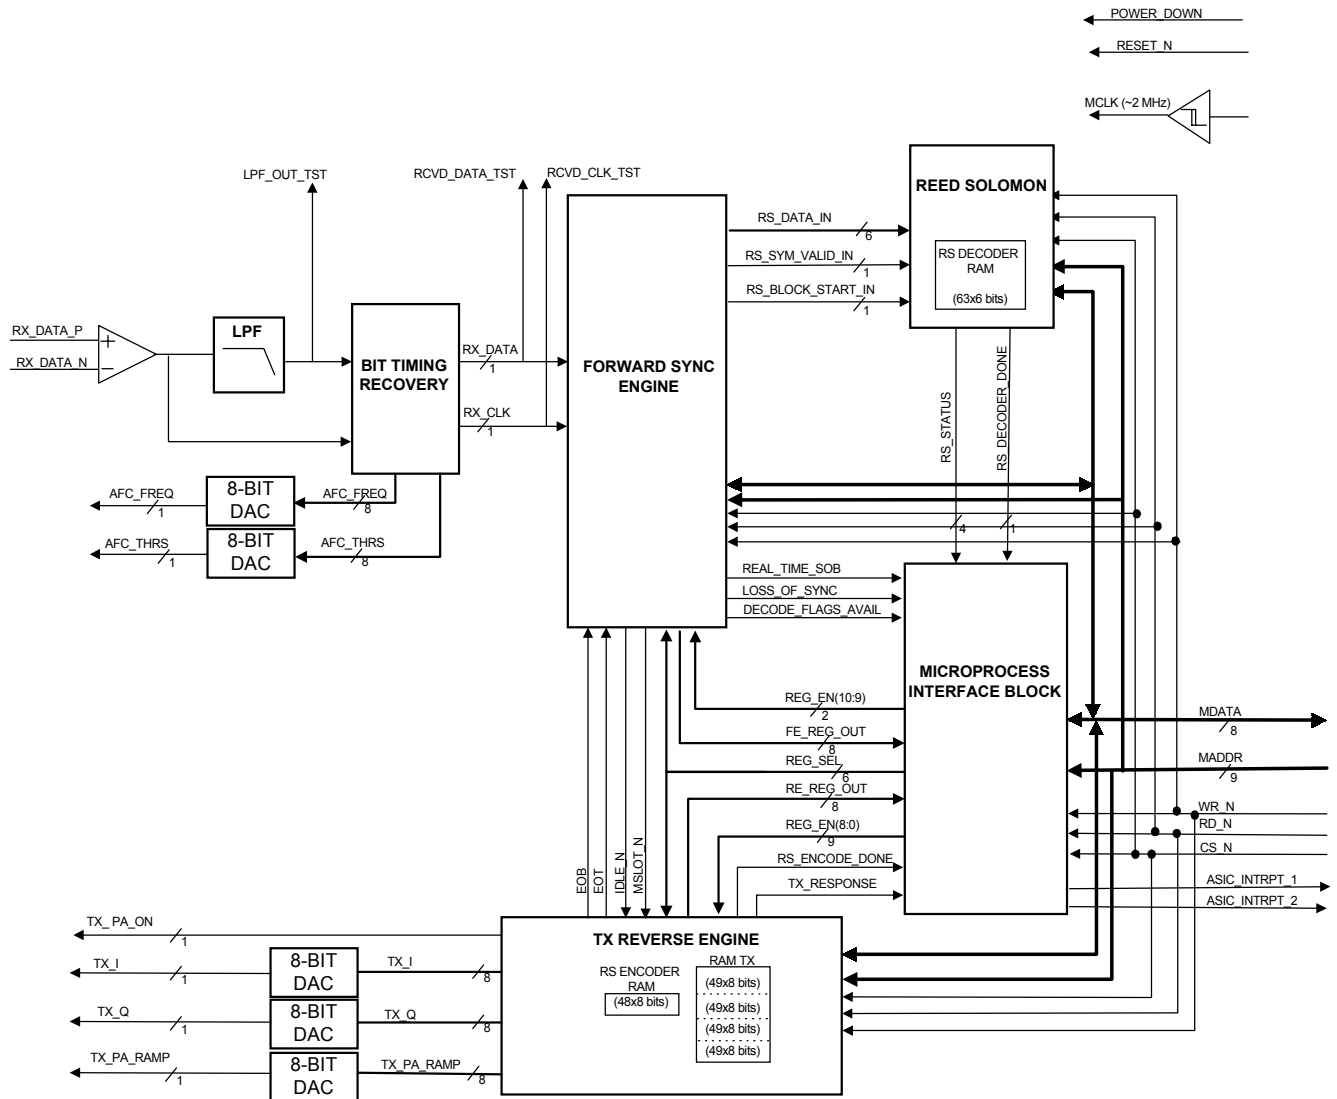 POWER_DOWN
RESET_N
MCLK (~2 MHz)
LPF_OUT_TST
RCVD_DATA_TST
RCVD_CLK_TST
REED SOLOMON
RS_DATA_IN
6
RS DECODER
RAM
(63x6 bits)
RS_SYM_VALID_IN
1
RS_BLOCK_START_IN
1
RX_DATA_P
RX_DATA_N
+
−
LPF
BIT TIMING
RECOVERY
RX_DATA
1
RX_CLK
1
FORWARD SYNC
ENGINE
RS_STATUS
4
RS_DECODER_DONE
1
AFC_FREQ
1
8-BIT
DAC
AFC_FREQ
8
AFC_THRS
1
8-BIT
DAC
AFC_THRS
8
REAL_TIME_SOB
LOSS_OF_SYNC
DECODE_FLAGS_AVAIL
MICROPROCESS
INTERFACE BLOCK
REG_EN(10:9)
2
FE_REG_OUT
8
REG_SEL
6
RE_REG_OUT
8
REG_EN(8:0)
9
RS_ENCODE_DONE
TX_RESPONSE
MDATA
8
MADDR
9
WR_N
RD_N
CS_N
ASIC_INTRPT_1
ASIC_INTRPT_2
EOB
EOT
IDLE_N
MSLOT_N
TX_PA_ON
1
TX REVERSE ENGINE
RS ENCODER
RAM
(48x8 bits)
RAM TX
(49x8 bits)
(49x8 bits)
(49x8 bits)
(49x8 bits)
TX_I
1
8-BIT
DAC
TX_I
8
TX_Q
1
8-BIT
DAC
TX_Q
8
TX_PA_RAMP
1
8-BIT
DAC
TX_PA_RAMP
8